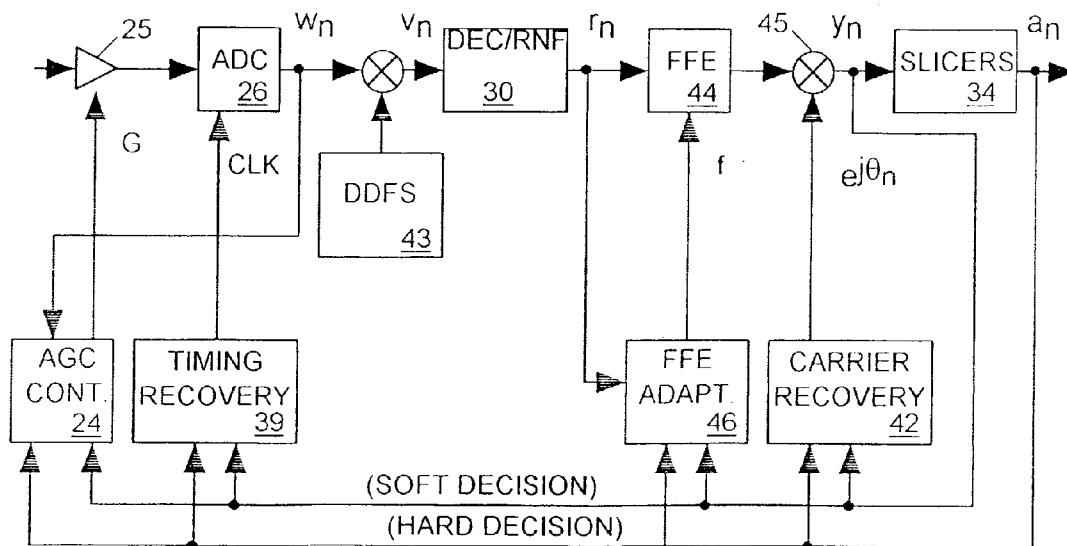 25
ADC
26
wn
vn
DEC/RNF
30
rn
FFE
44
45
yn
SLICERS
34
an
G
CLK
DDFS
43
f
ejθn
AGC
CONT.
24
TIMING
RECOVERY
39
FFE
ADAPT.
46
CARRIER
RECOVERY
42
(SOFT DECISION)
(HARD DECISION)